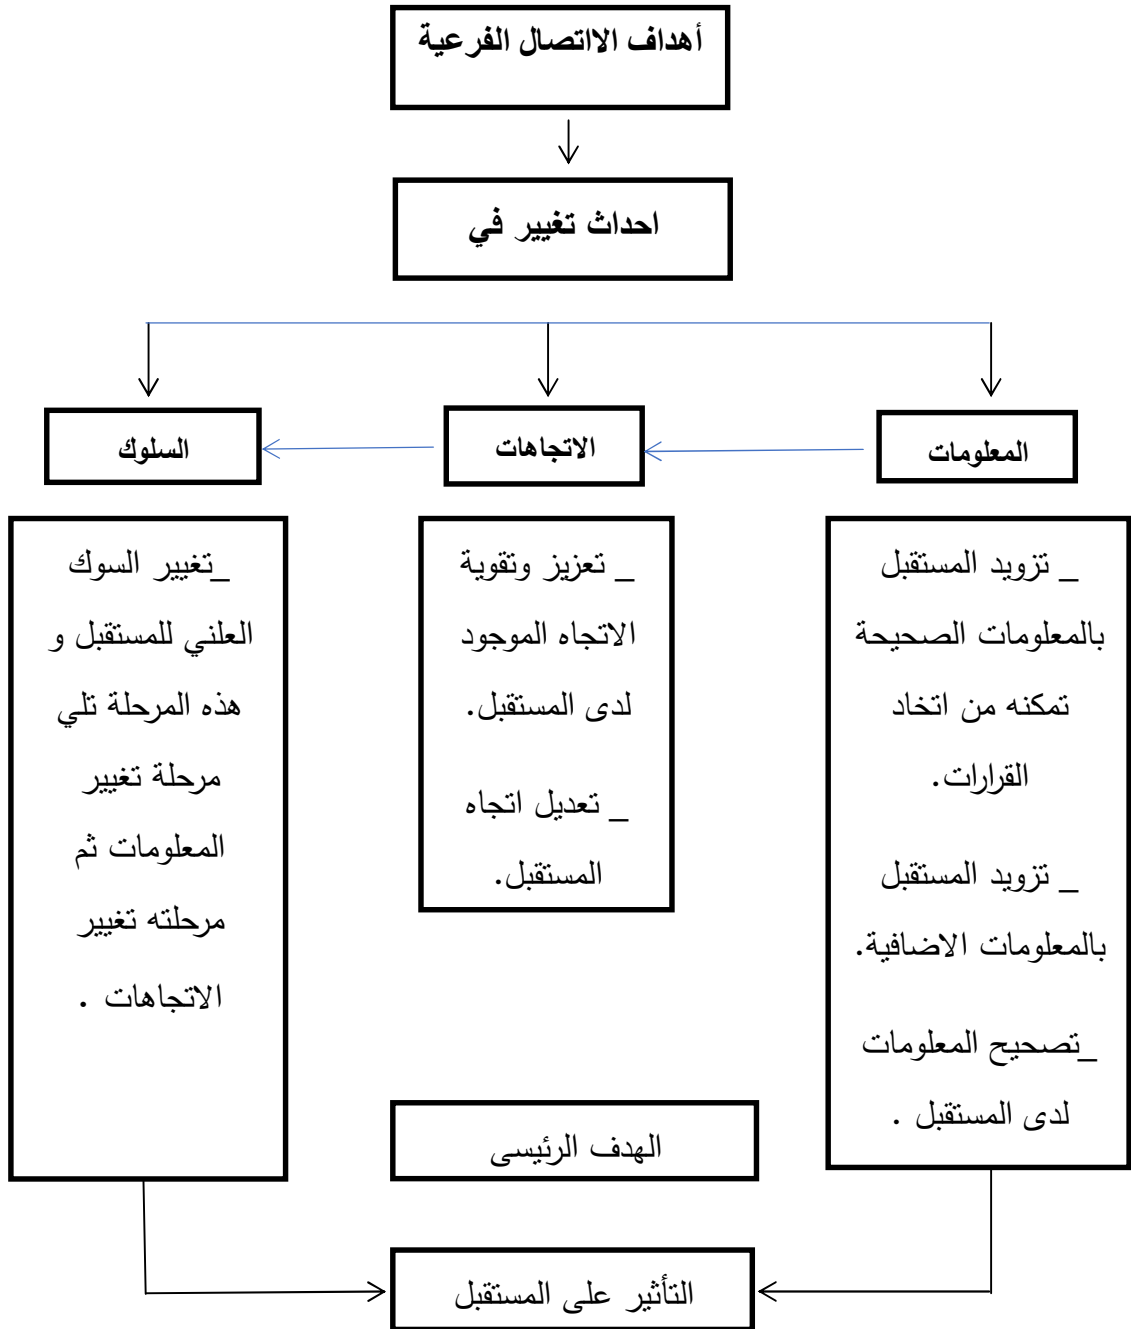 أهداف الااتصال الفرعية
احداث تغيير في
المعلومات
الاتجاهات
السلوك
_ تزويد المستقبل
بالمعلومات الصحيحة
تمكنه من اتخاد
القرارات.
_ تزويد المستقبل
بالمعلومات الاضافية.
_تصحيح المعلومات
لدى المستقبل .
_ تعزيز وتقوية
الاتجاه الموجود
لدى المستقبل.
_ تعديل اتجاه
المستقبل.
_تغيير السوك
العلني للمستقبل و
هذه المرحلة تلي
مرحلة تغيير
المعلومات ثم
مرحلته تغيير
الاتجاهات .
الهدف الرئيسى
التأثير على المستقبل